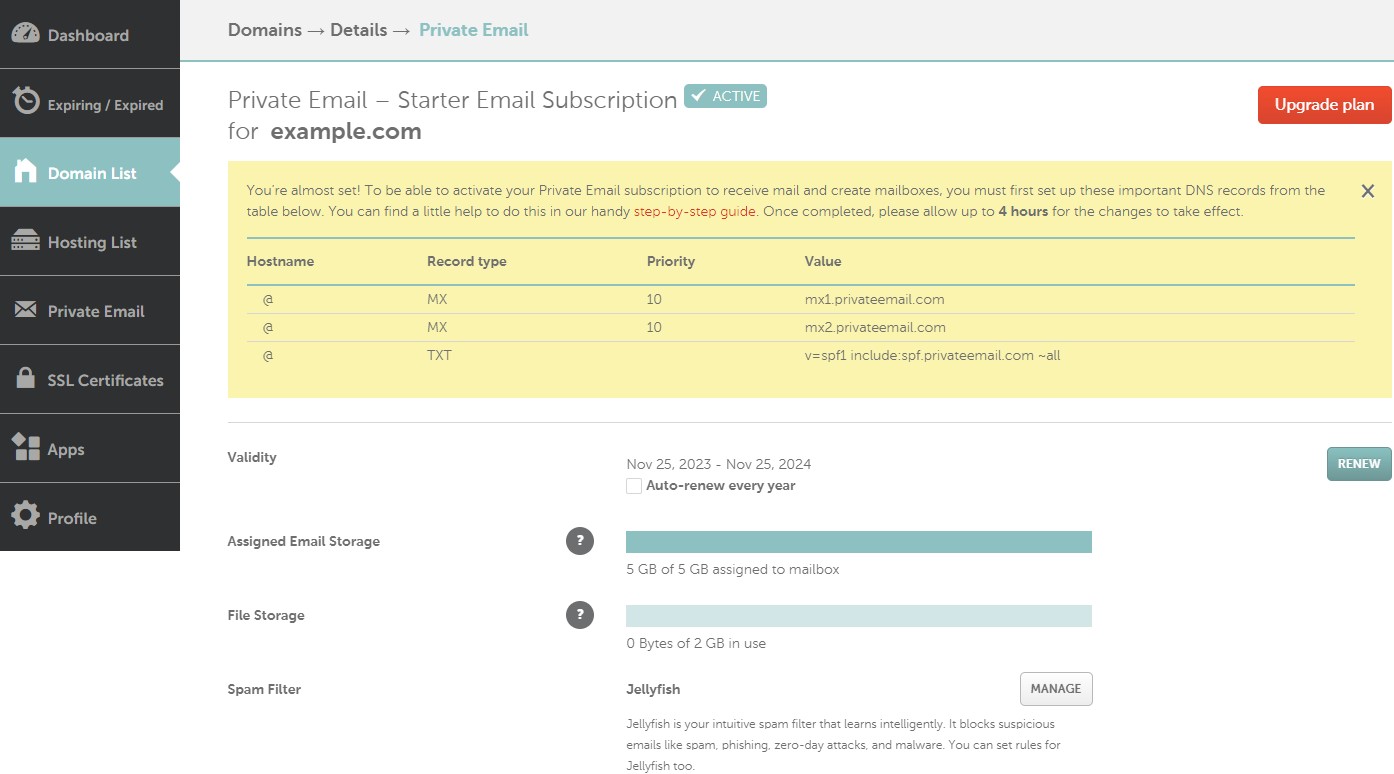 Dashboard
Expiring / Expired
Domain List
Hosting List
Private Email
SSL Certificates
Apps
Profile
Domains → Details → Private Email
Private Email – Starter Email Subscription ACTIVE
for example.com
Upgrade plan
You're almost set! To be able to activate your Private Email subscription to receive mail and create mailboxes, you must first set up these important DNS records from the
table below. You can find a little help to do this in our handy step-by-step guide. Once completed, please allow up to 4 hours for the changes to take effect.
Hostname Record type Priority Value
@ MX 10 mx1.privateemail.com
@ MX 10 mx2.privateemail.com
@ TXT v=spf1 include:spf.privateemail.com ~all
Validity
Nov 25, 2023 - Nov 25, 2024
Auto-renew every year
RENEW
Assigned Email Storage ?
5 GB of 5 GB assigned to mailbox
File Storage ?
0 Bytes of 2 GB in use
Spam Filter
Jellyfish
MANAGE
Jellyfish is your intuitive spam filter that learns intelligently. It blocks suspicious
emails like spam, phishing, zero-day attacks, and malware. You can set rules for
Jellyfish too.